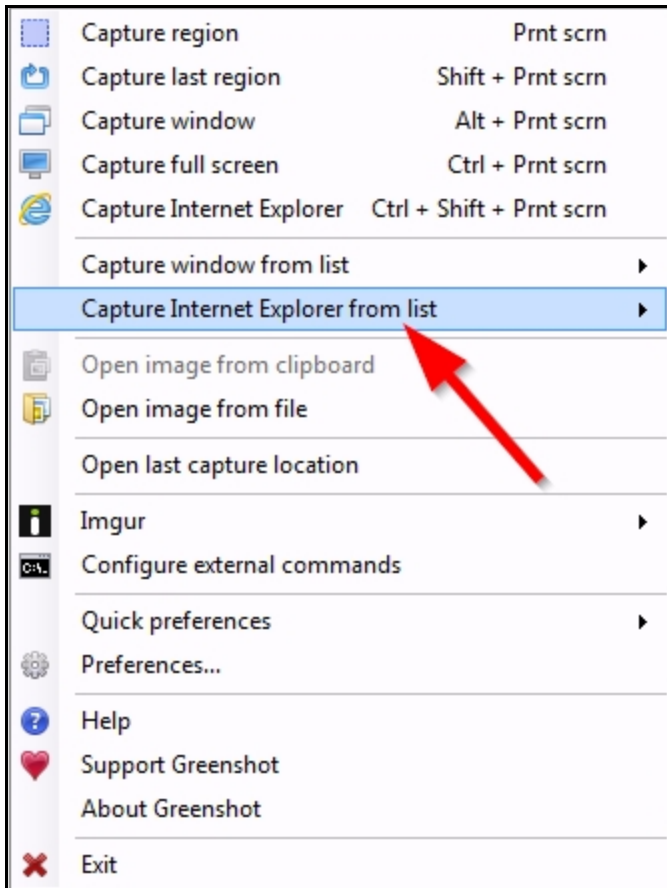 Capture region Prnt scrn
Capture last region Shift + Prnt scrn
Capture window Alt + Prnt scrn
Capture full screen Ctrl + Prnt scrn
Capture Internet Explorer Ctrl + Shift + Prnt scrn
Capture window from list
Capture Internet Explorer from list
Open image from clipboard
Open image from file
Open last capture location
Imgur
C:\. Configure external commands
Quick preferences
Preferences...
Help
Support Greenshot
About Greenshot
Exit